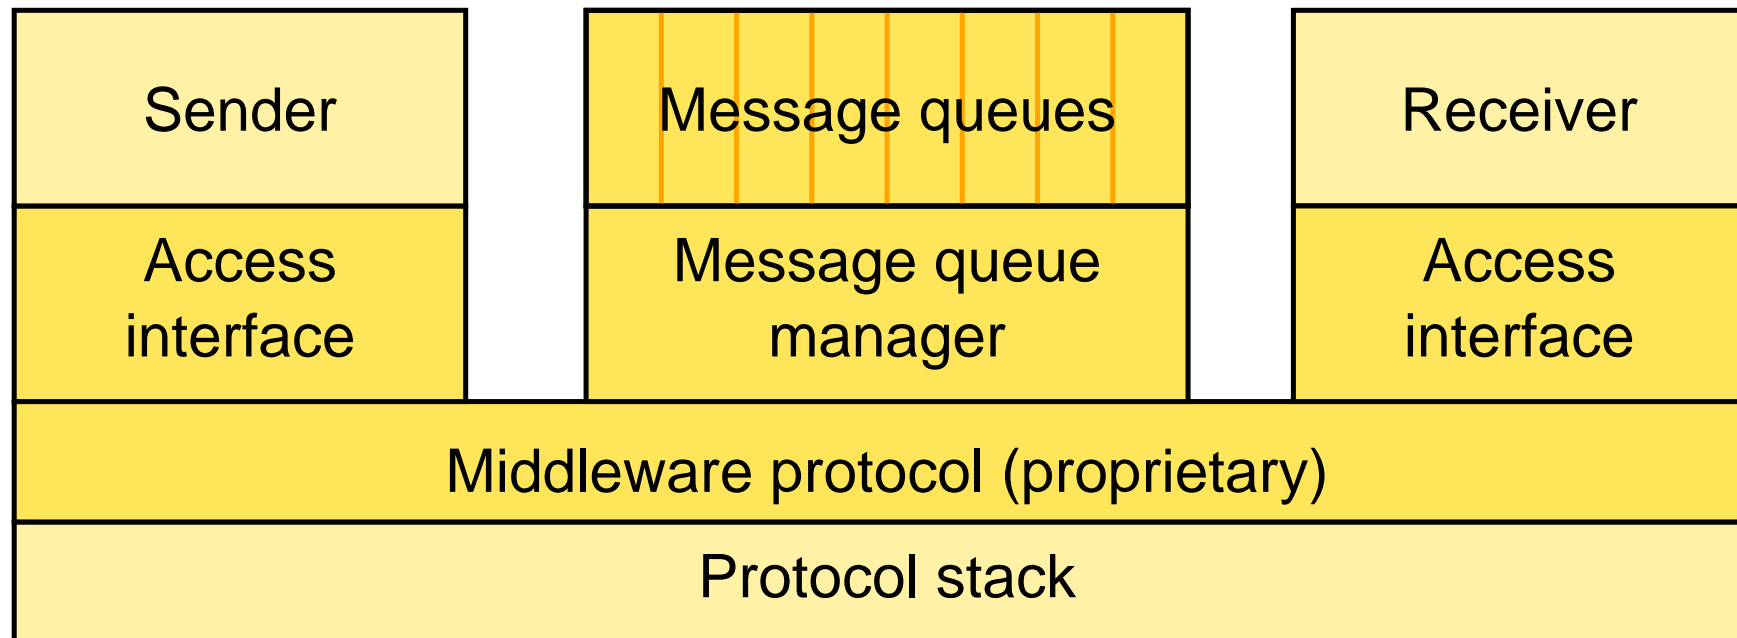 Sender
Message queues
Receiver
Access
interface
Message queue
manager
Access
interface
Middleware protocol (proprietary)
Protocol stack